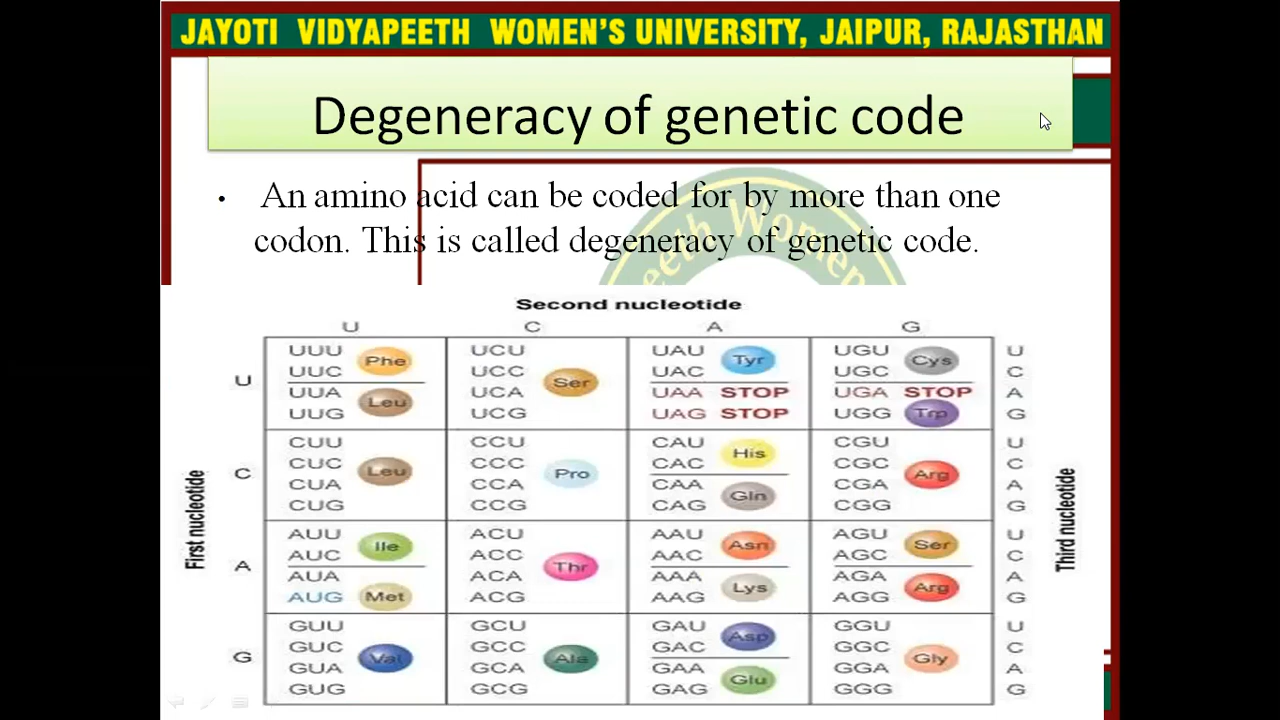 JAYOTI VIDYAPEETH WOMEN'S UNIVERSITY, JAIPUR, RAJASTHAN
Degeneracy of genetic code
• An amino acid can be coded for by more than one
codon. This is called degeneracy of genetic code.
eeth Women
Second nucleotide
U C A G
First nucleotide
Third nucleotide
U
UUU UUC Phe
UUA UUG Leu
UCU UCC UCA UCG Ser
UAU UAC Tyr
UAA STOP
UAG STOP
UGU UGC Cys
UGA STOP
UGG Trp
U C A G
C
CUU CUC CUA CUG Leu
CCU CCC CCA CCG Pro
CAU CAC His
CAA CAG Gln
CGU CGC CGA CGG Arg
U C A G
A
AUU AUC Ile
AUA AUG Met
ACU ACC ACA ACG Thr
AAU AAC Asn
AAA AAG Lys
AGU AGC Ser
AGA AGG Arg
U C A G
G
GUU GUC GUA GUG Val
GCU GCC GCA GCG Ala
GAU GAC Asp
GAA GAG Glu
GGU GGC GGA GGG Gly
U C A G